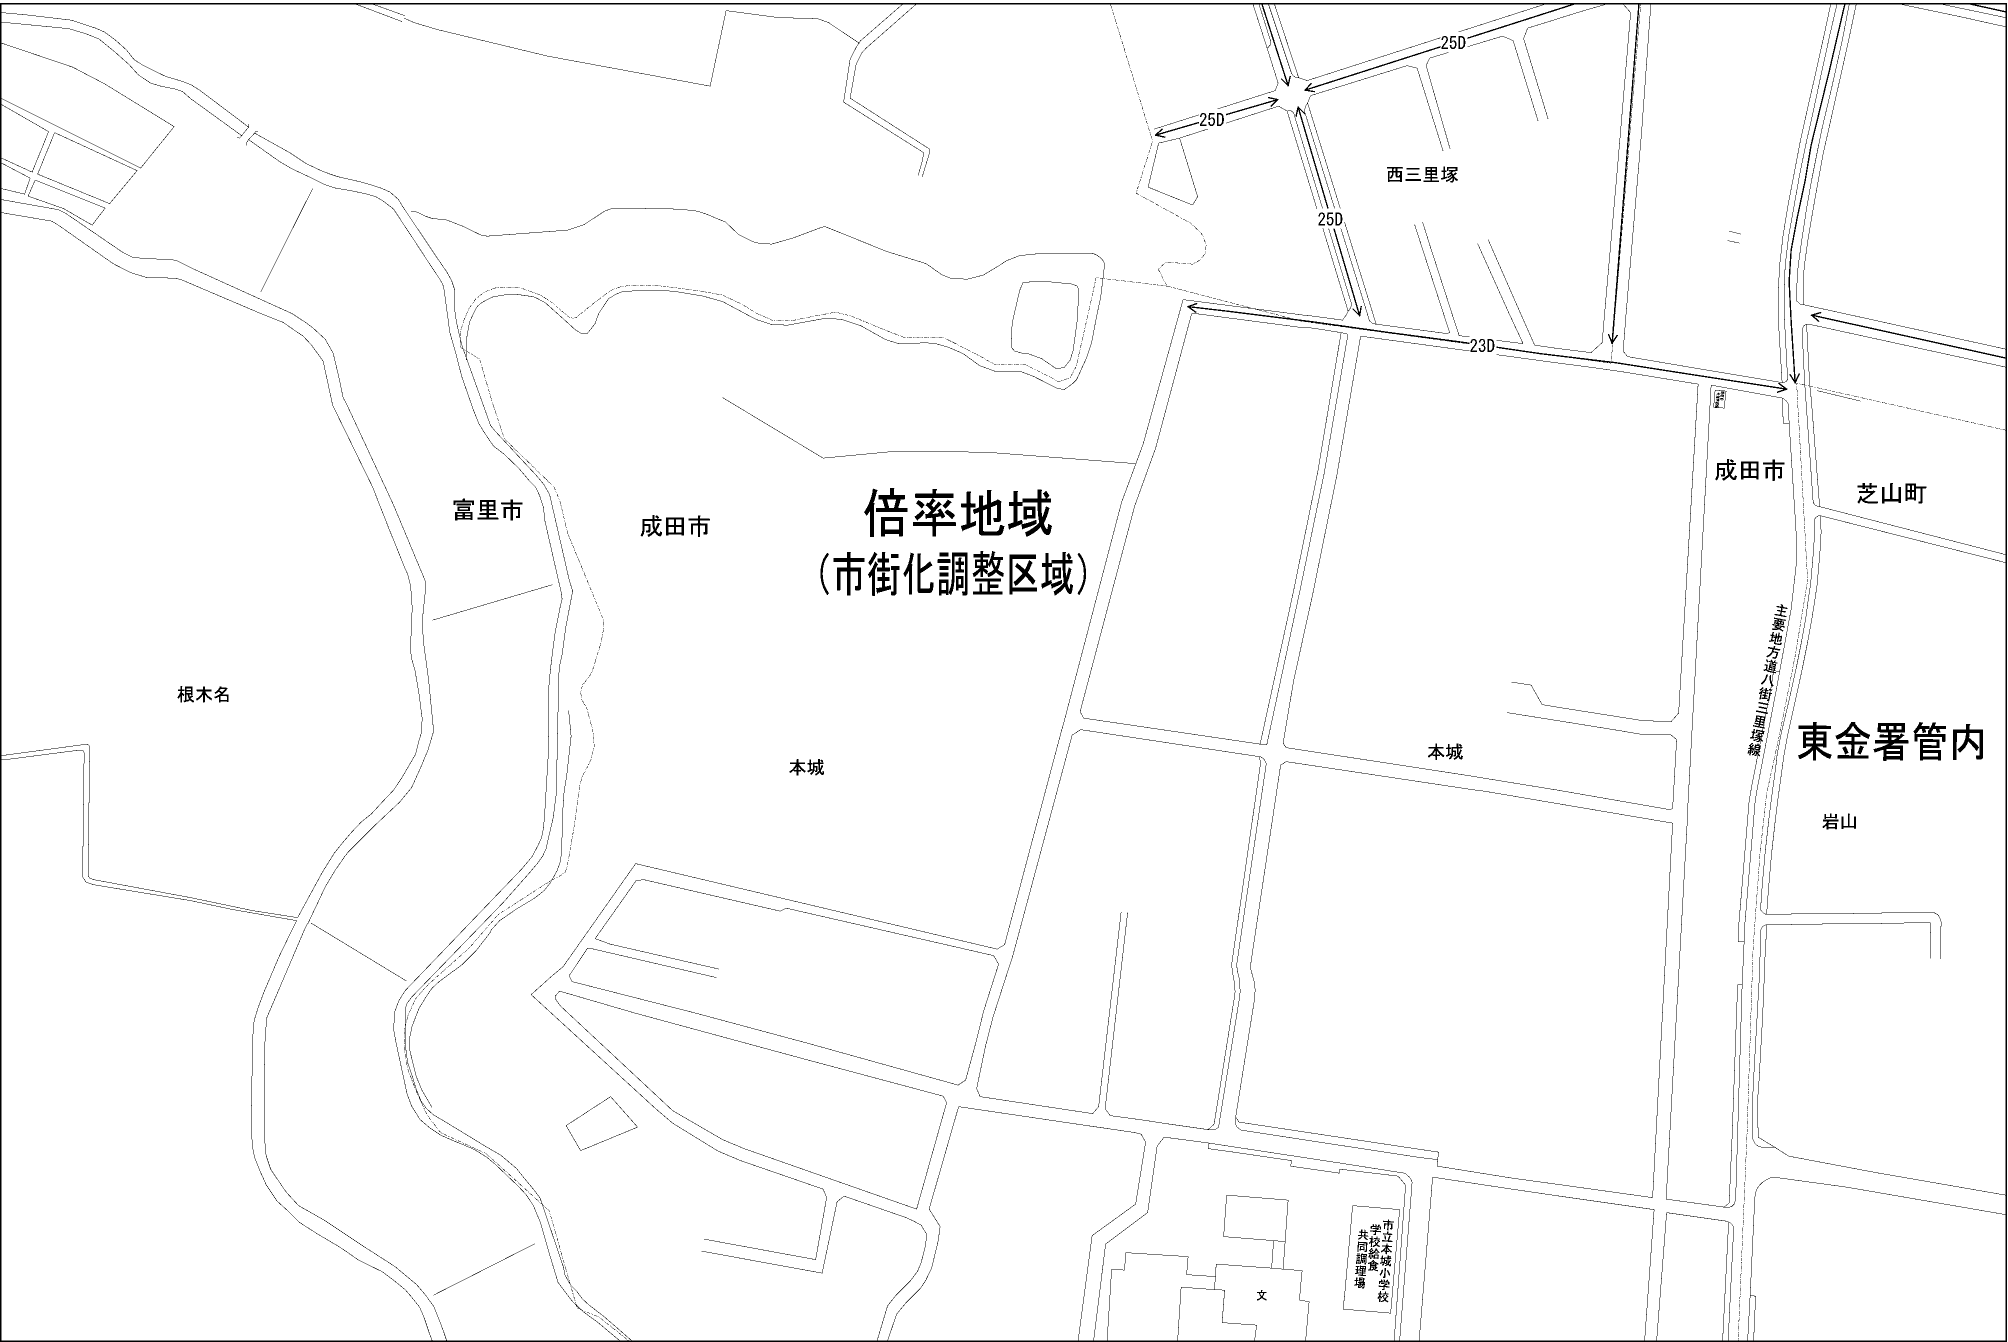 25D
25D
西三里塚
25D
23D
成田市
芝山町
富里市
成田市
倍率地域
(市街化調整区域)
主要地方道八街三里塚線
根木名
東金署管内
本城
本城
岩山
市立本城小学校
学校給食
共同調理場
文